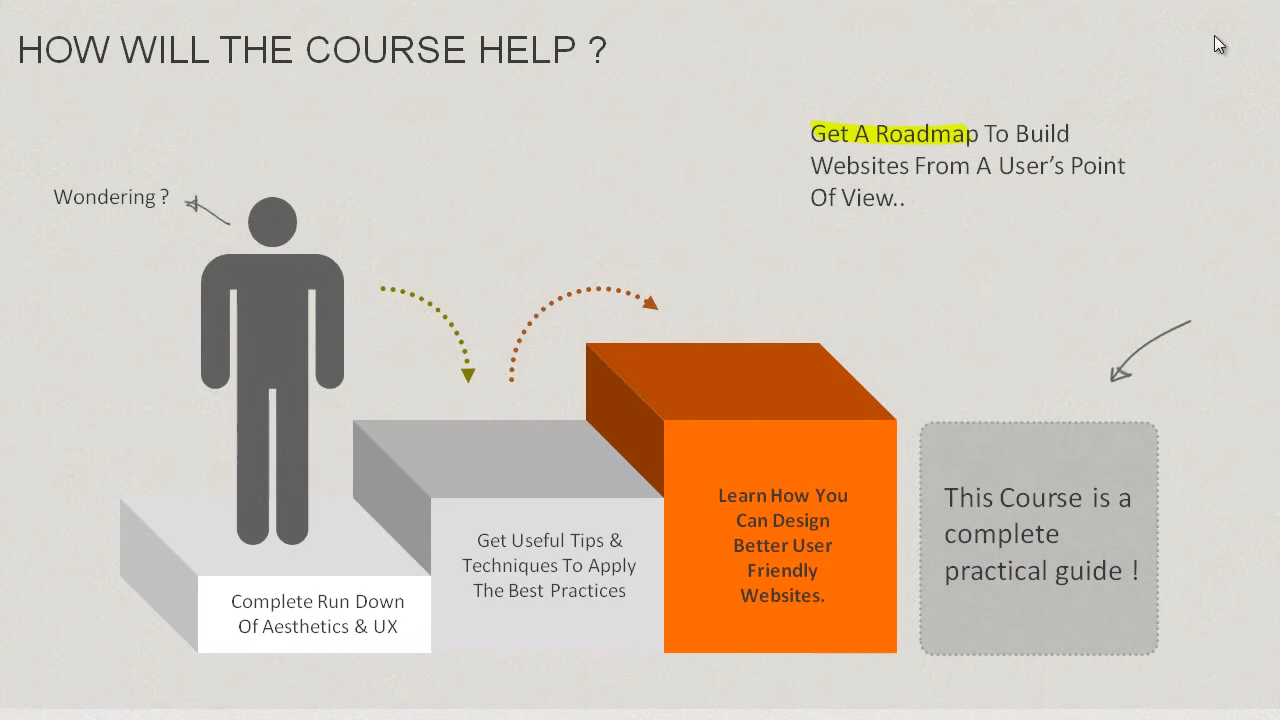 HOW WILL THE COURSE HELP ?
Get A Roadmap To Build
Websites From A User's Point
Of View..
Wondering ?
Complete Run Down
Of Aesthetics & UX
Get Useful Tips &
Techniques To Apply
The Best Practices
Learn How You
Can Design
Better User
Friendly
Websites.
This Course is a
complete
practical guide !